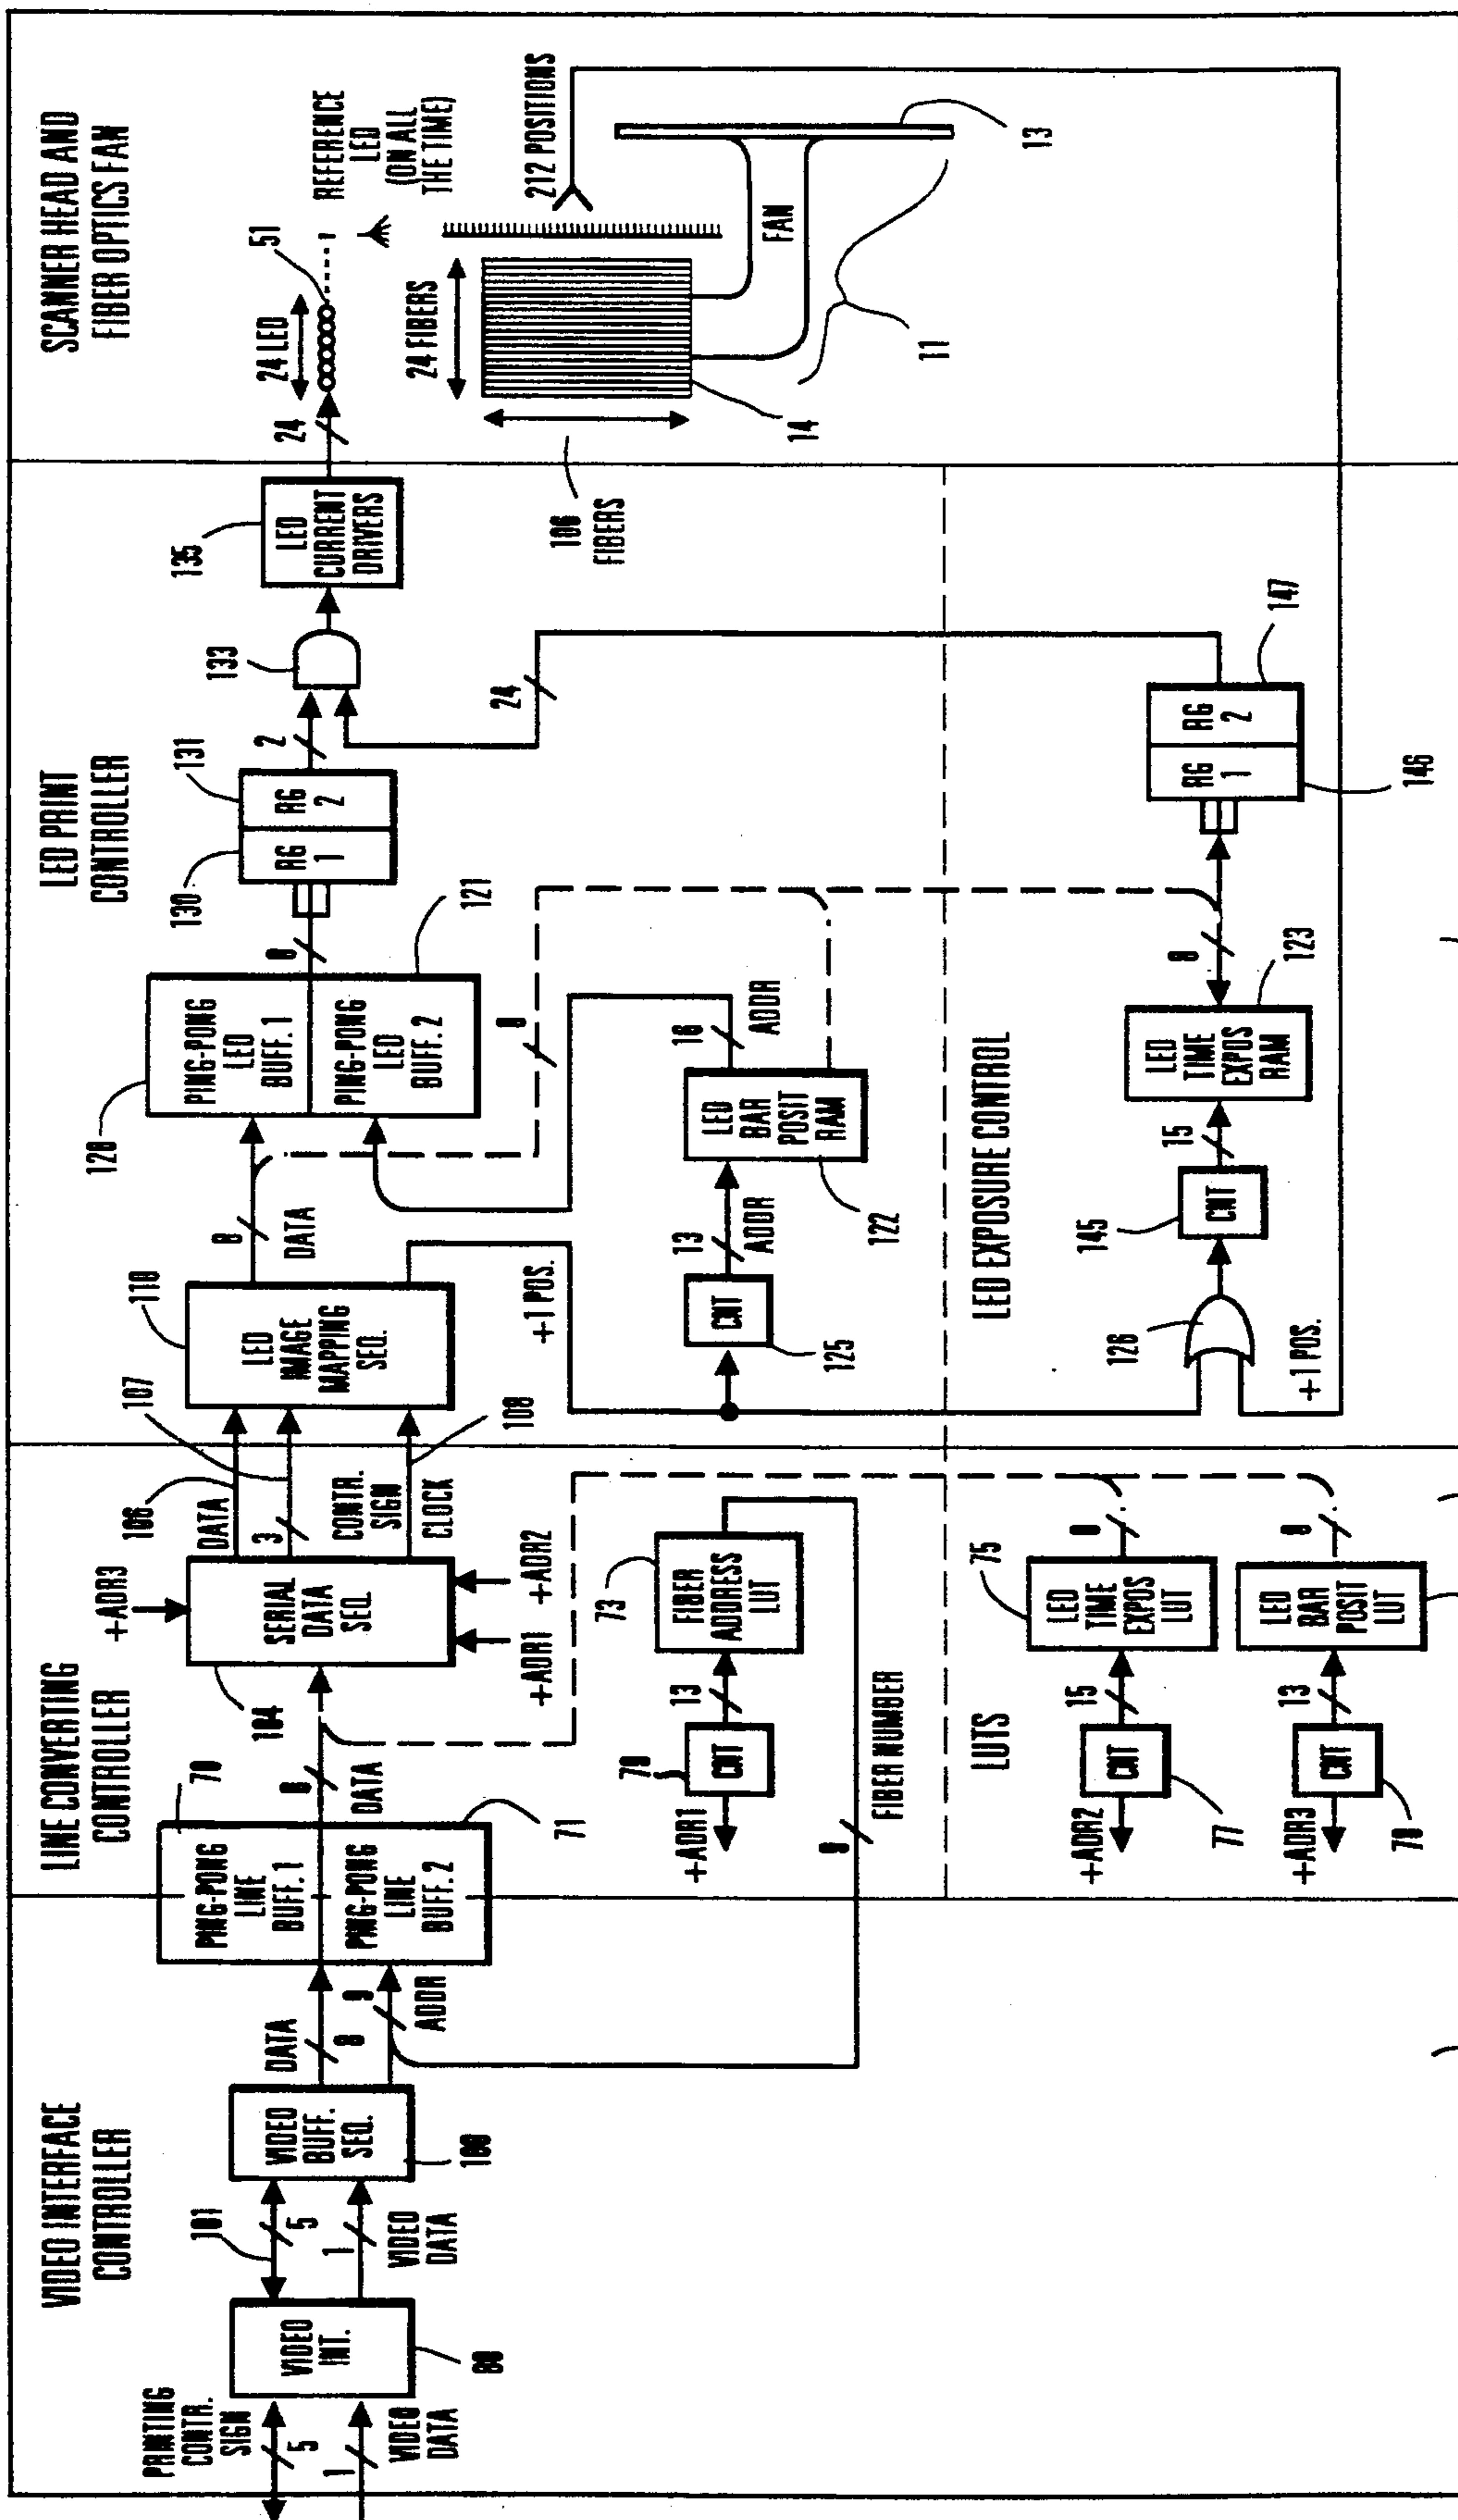 VIDEO INTERFACE
CONTROLLER
PRINTING
CONTR.
SIGN
5
1
VIDEO
DATA
VIDEO
INT.
101
5
1
VIDEO
DATA
VIDEO
BUFF.
SEQ.
100
DATA
8
9
ADDR
LINE CONVERTING
CONTROLLER
PING-PONG
LINE
BUFF. 1
PING-PONG
LINE
BUFF. 2
70
71
8
DATA
104
SERIAL
DATA
SEQ.
+ADR3
+ADR1
+ADR2
106
DATA
3
107
CONTR.
SIGN
CLOCK
108
+ADR1
CNT
13
73
FIBER
ADDRESS
LUT
FIBER NUMBER
LUTS
+ADR2
CNT
77
15
75
LED
TIME
EXPOS
LUT
8
+ADR3
CNT
13
LED
BAR
POSIT
LUT
8
LED PRINT
CONTROLLER
LED
IMAGE
MAPPING
SEQ.
8
DATA
+1 POS.
120
PING-PONG
LED
BUFF. 1
PING-PONG
LED
BUFF. 2
121
8
8
CNT
125
13
ADDR
LED
BAR
POSIT
RAM
122
16
ADDR
130
RG
1
RG
2
131
2
133
24
LED
CURRENT
DRIVERS
135
LED EXPOSURE CONTROL
126
+1 POS.
145
CNT
15
LED
TIME
EXPOS
RAM
123
8
RG
1
RG
2
146
147
SCANNER HEAD AND
FIBER OPTICS FAN
24
24 LED
51
REFERENCE
LED
(ON ALL
THE TIME)
24 FIBERS
106
FIBERS
14
212 POSITIONS
FAN
11
13